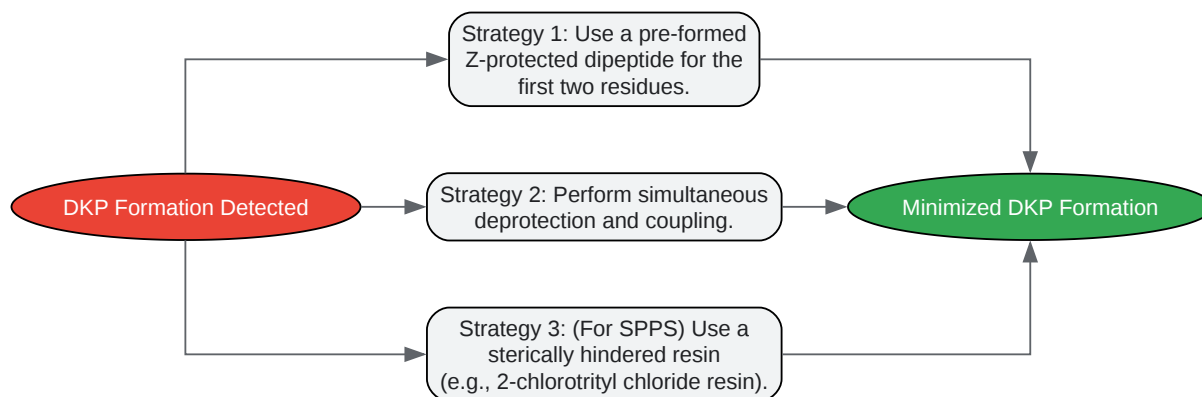 Strategy 1: Use a pre-formed
Z-protected dipeptide for the
first two residues.
DKP Formation Detected
Strategy 2: Perform simultaneous
deprotection and coupling.
Minimized DKP Formation
Strategy 3: (For SPPS) Use a
sterically hindered resin
(e.g., 2-chlorotrityl chloride resin).